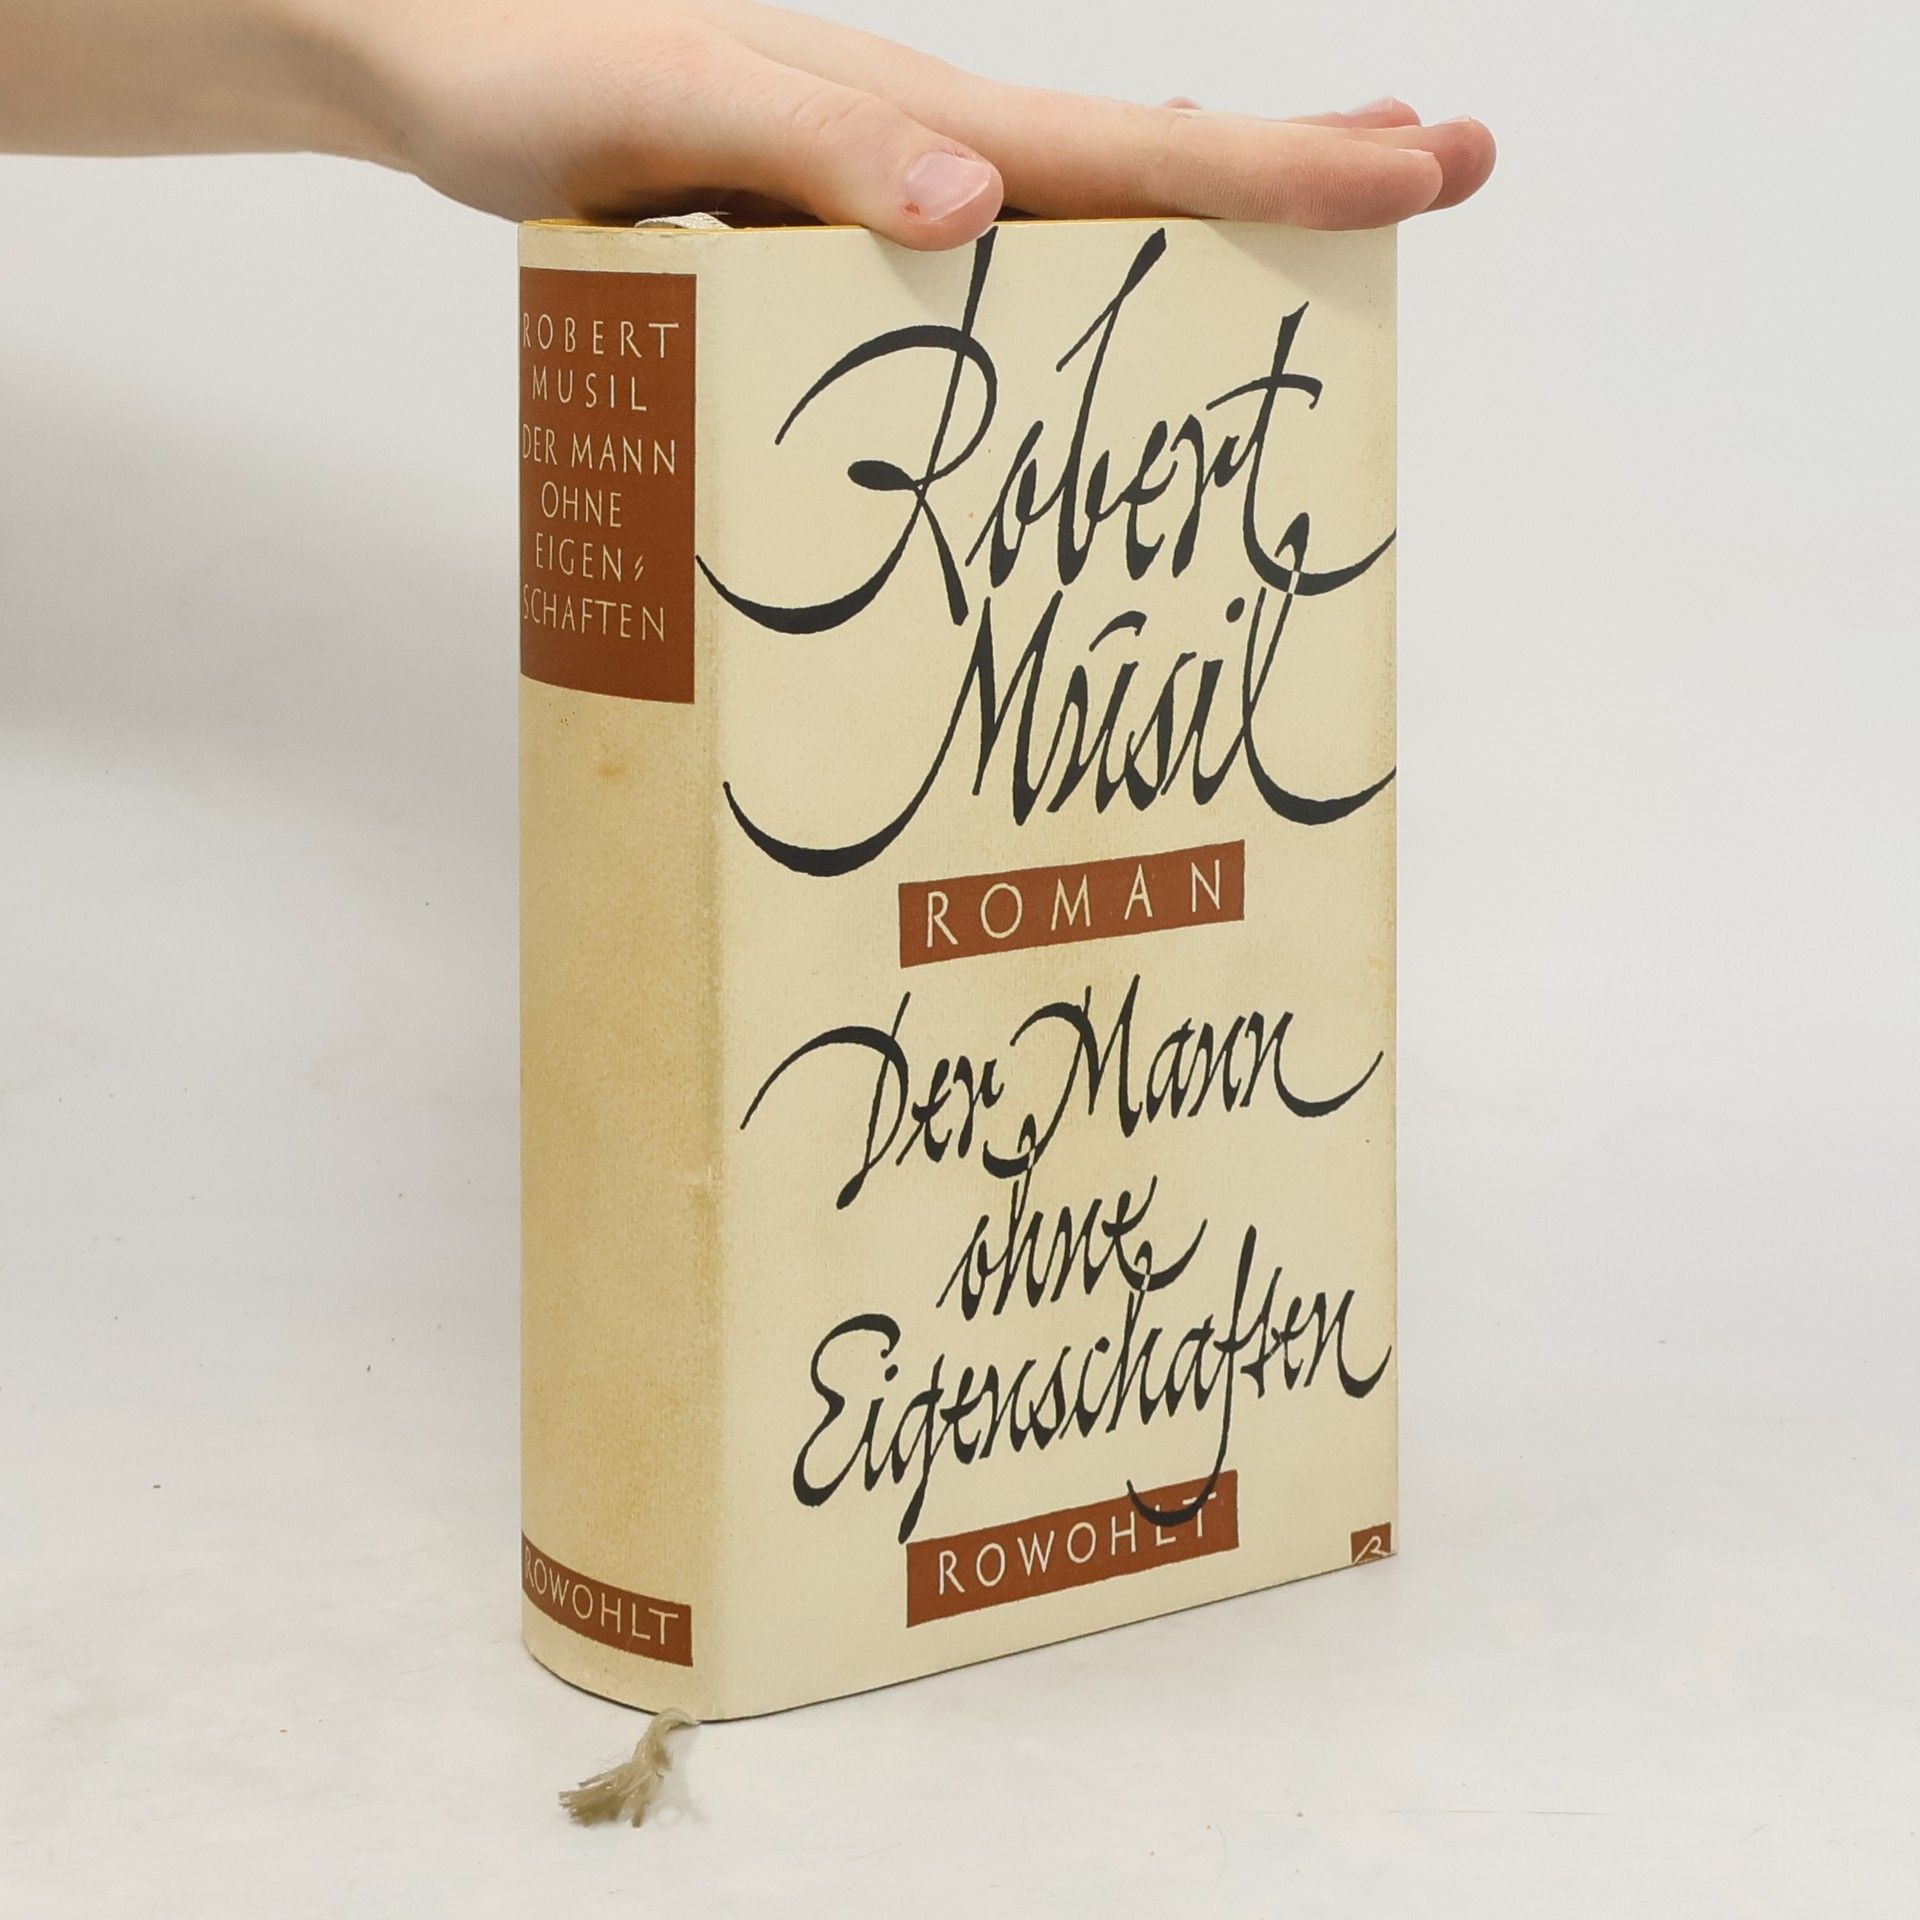 ROBERT
MUSIL
DER MANN
OHNE
EIGEN⸗
SCHAFTEN
ROWOHLT
Robert
Musil
ROMAN
Der Mann
ohne
Eigenschaften
ROWOHLT
R